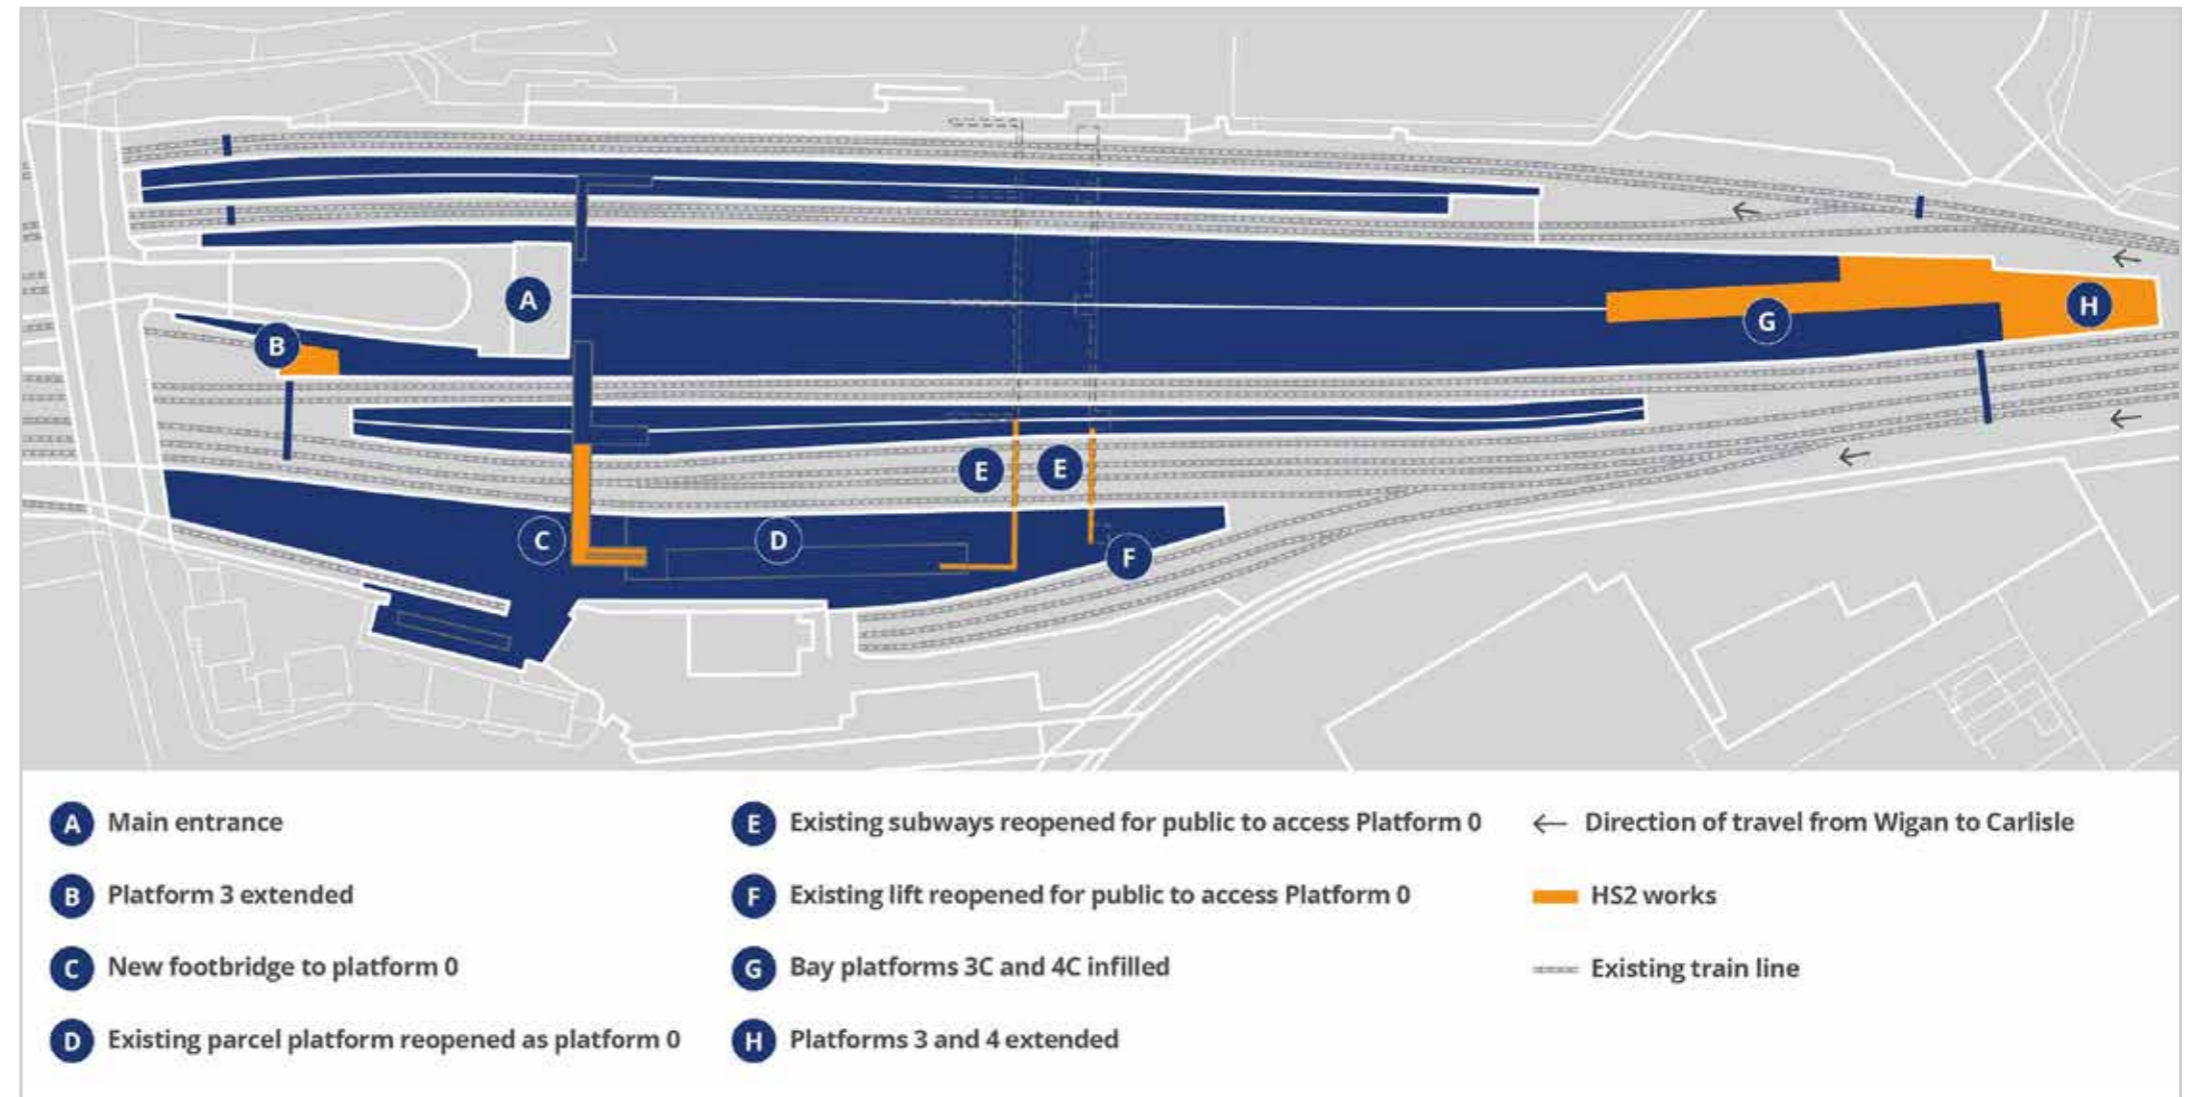 A
B
G
H
E
E
C
D
F
A Main entrance
B Platform 3 extended
C New footbridge to platform 0
D Existing parcel platform reopened as platform 0
E Existing subways reopened for public to access Platform 0
F Existing lift reopened for public to access Platform 0
G Bay platforms 3C and 4C infilled
H Platforms 3 and 4 extended
Direction of travel from Wigan to Carlisle
HS2 works
Existing train line